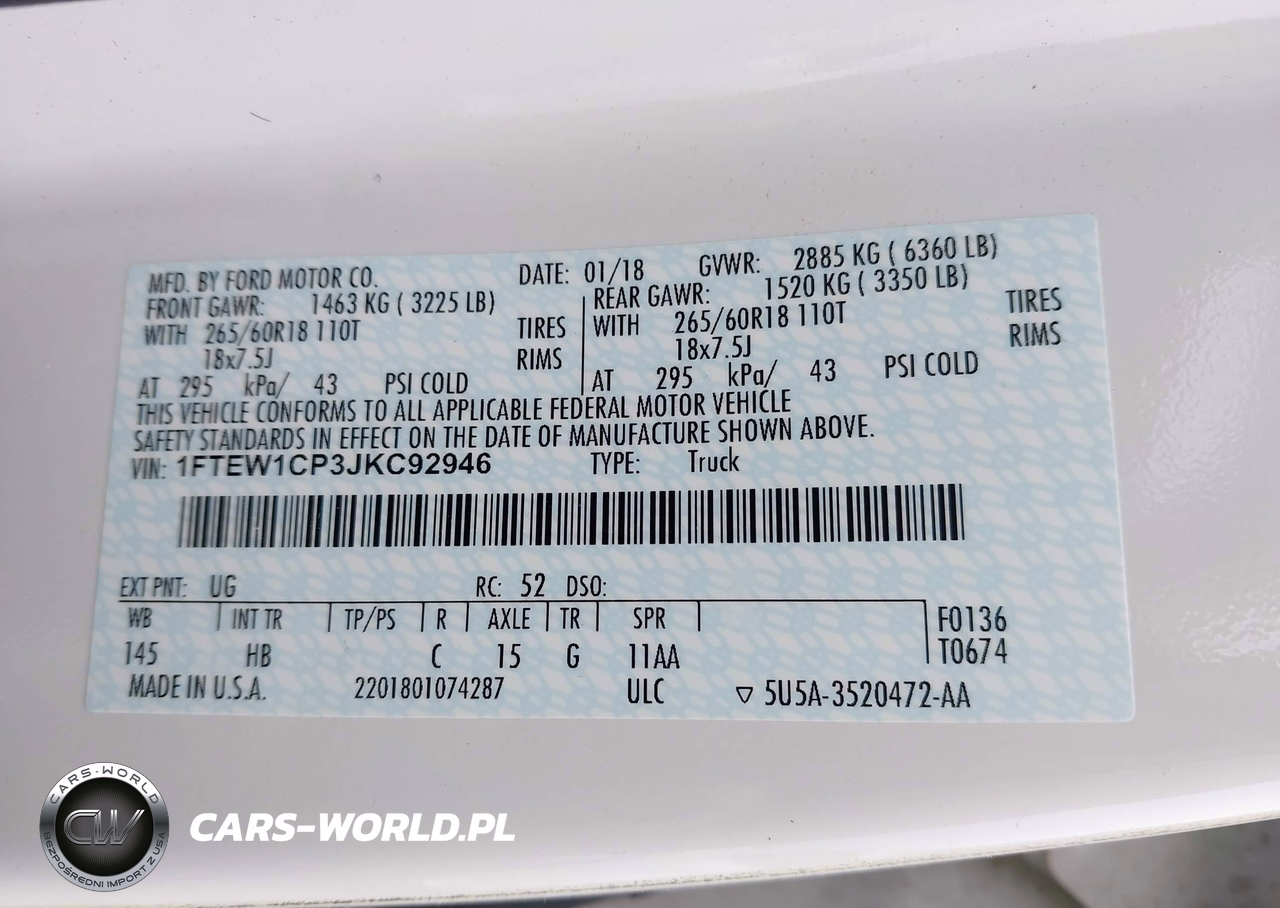 MFD. BY FORD MOTOR CO. DATE: 01/18 GVWR: 2885 KG ( 6360 LB)
FRONT GAWR: 1463 KG ( 3225 LB) REAR GAWR: 1520 KG ( 3350 LB)
WITH 265/60R18 110T TIRES WITH 265/60R18 110T TIRES
18x7.5J RIMS 18x7.5J RIMS
AT 295 kPa/ 43 PSI COLD AT 295 kPa/ 43 PSI COLD
THIS VEHICLE CONFORMS TO ALL APPLICABLE FEDERAL MOTOR VEHICLE
SAFETY STANDARDS IN EFFECT ON THE DATE OF MANUFACTURE SHOWN ABOVE.
VIN: 1FTEW1CP3JKC92946 TYPE: Truck
EXT PNT: UG RC: 52 DSO:
WB INT TR TP/PS R AXLE TR SPR F0136
145 HB C 15 G 11AA T0674
MADE IN U.S.A. 2201801074287 ULC ▽ 5U5A-3520472-AA
CARS-WORLD
CW
BEZPOŚREDNI IMPORT Z USA
CARS-WORLD.PL